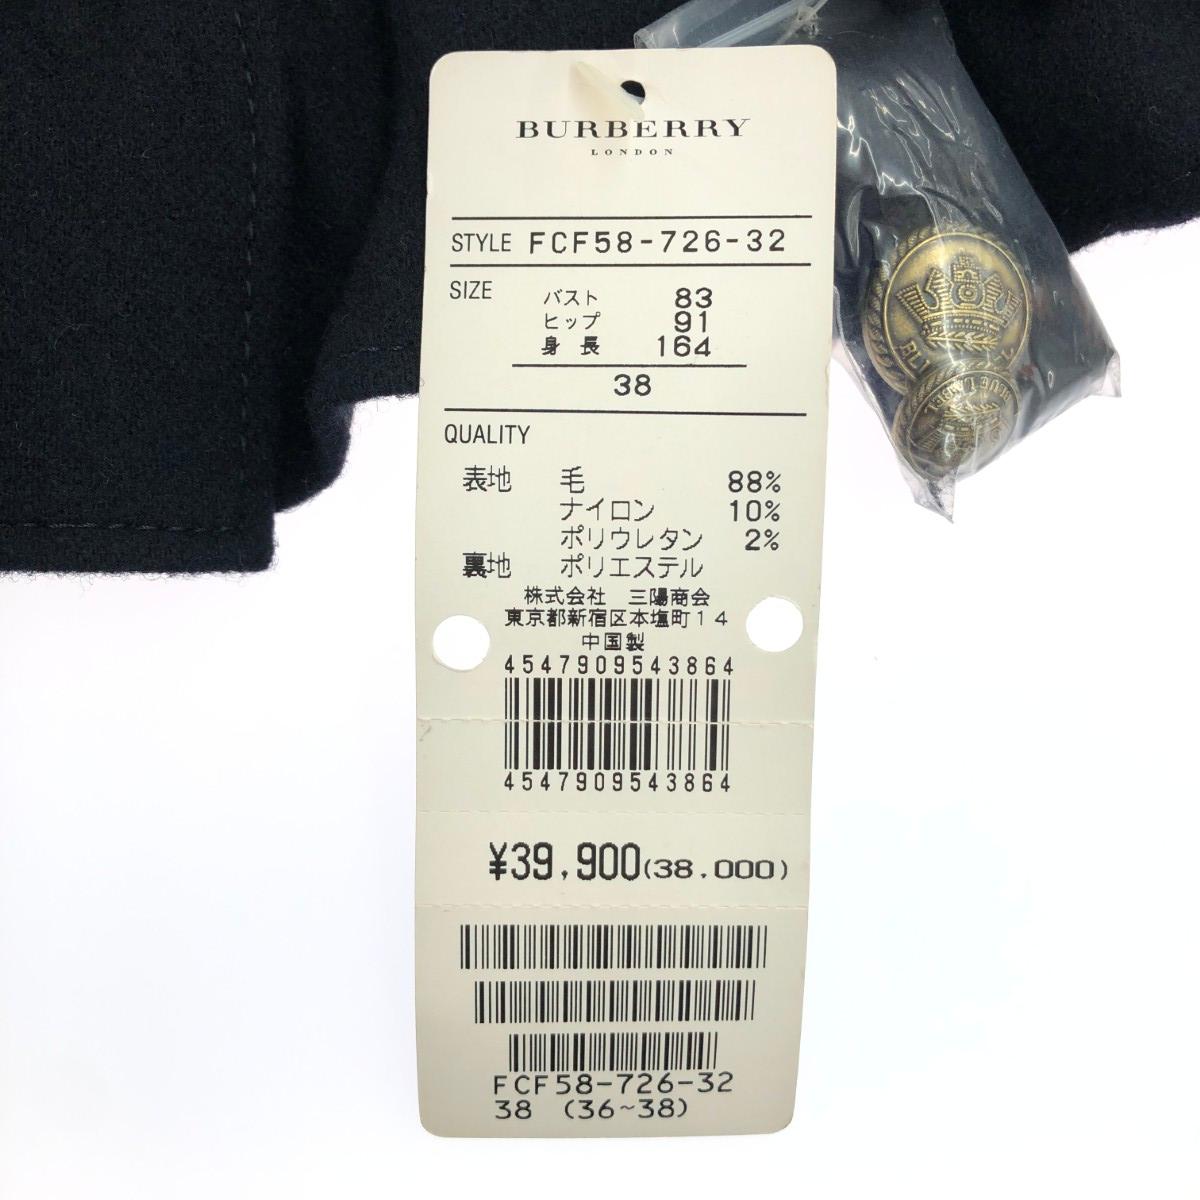 BURBERRY
LONDON
STYLE FCF58-726-32
SIZE
バスト 83
ヒップ 91
身長 164
38
QUALITY
表地 毛 88%
ナイロン 10%
ポリウレタン 2%
裏地 ポリエステル
株式会社 三陽商会
東京都新宿区本塩町14
中国製
4547909543864
4547909543864
¥39,900(38.000)
FCF58-726-32
38 (36~38)